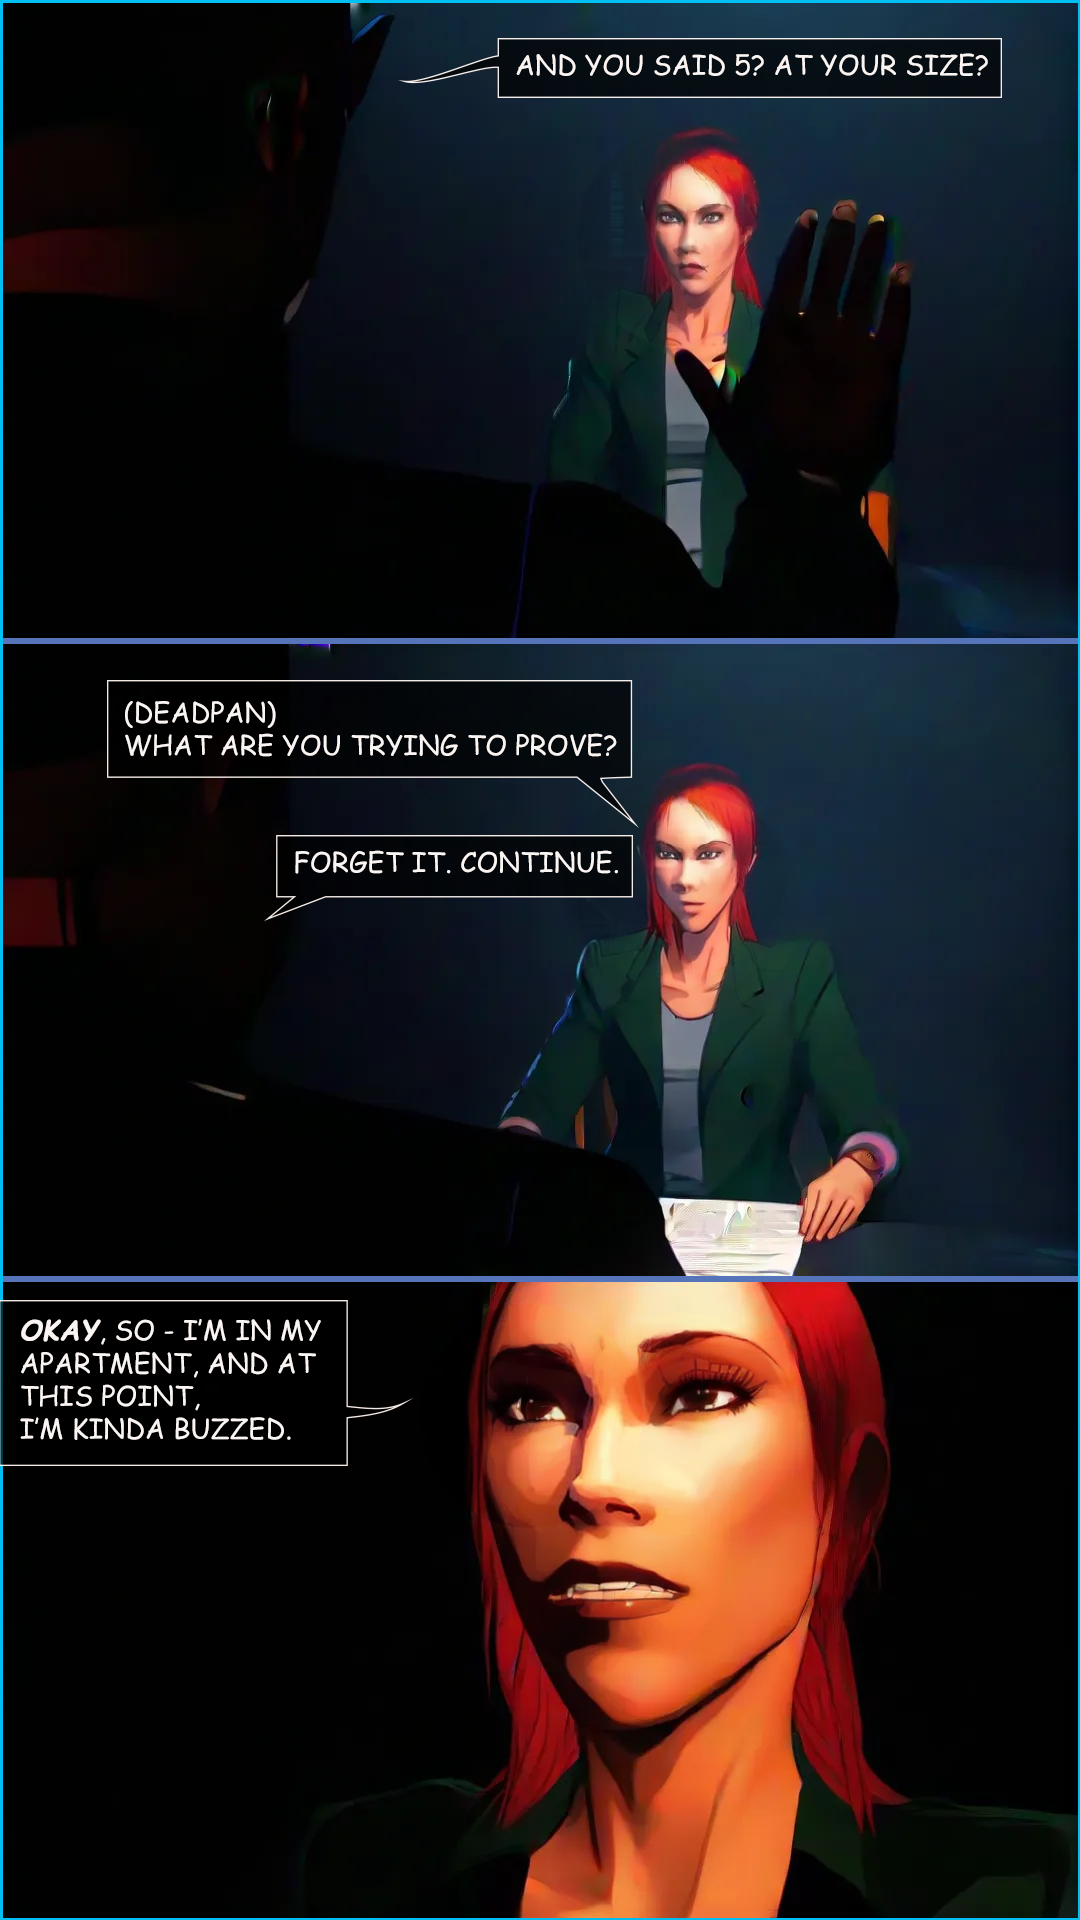 AND YOU SAID 5? AT YOUR SIZE?
(DEADPAN)
WHAT ARE YOU TRYING TO PROVE?
FORGET IT. CONTINUE.
OKAY, SO - I'M IN MY
APARTMENT, AND AT
THIS POINT,
I'M KINDA BUZZED.